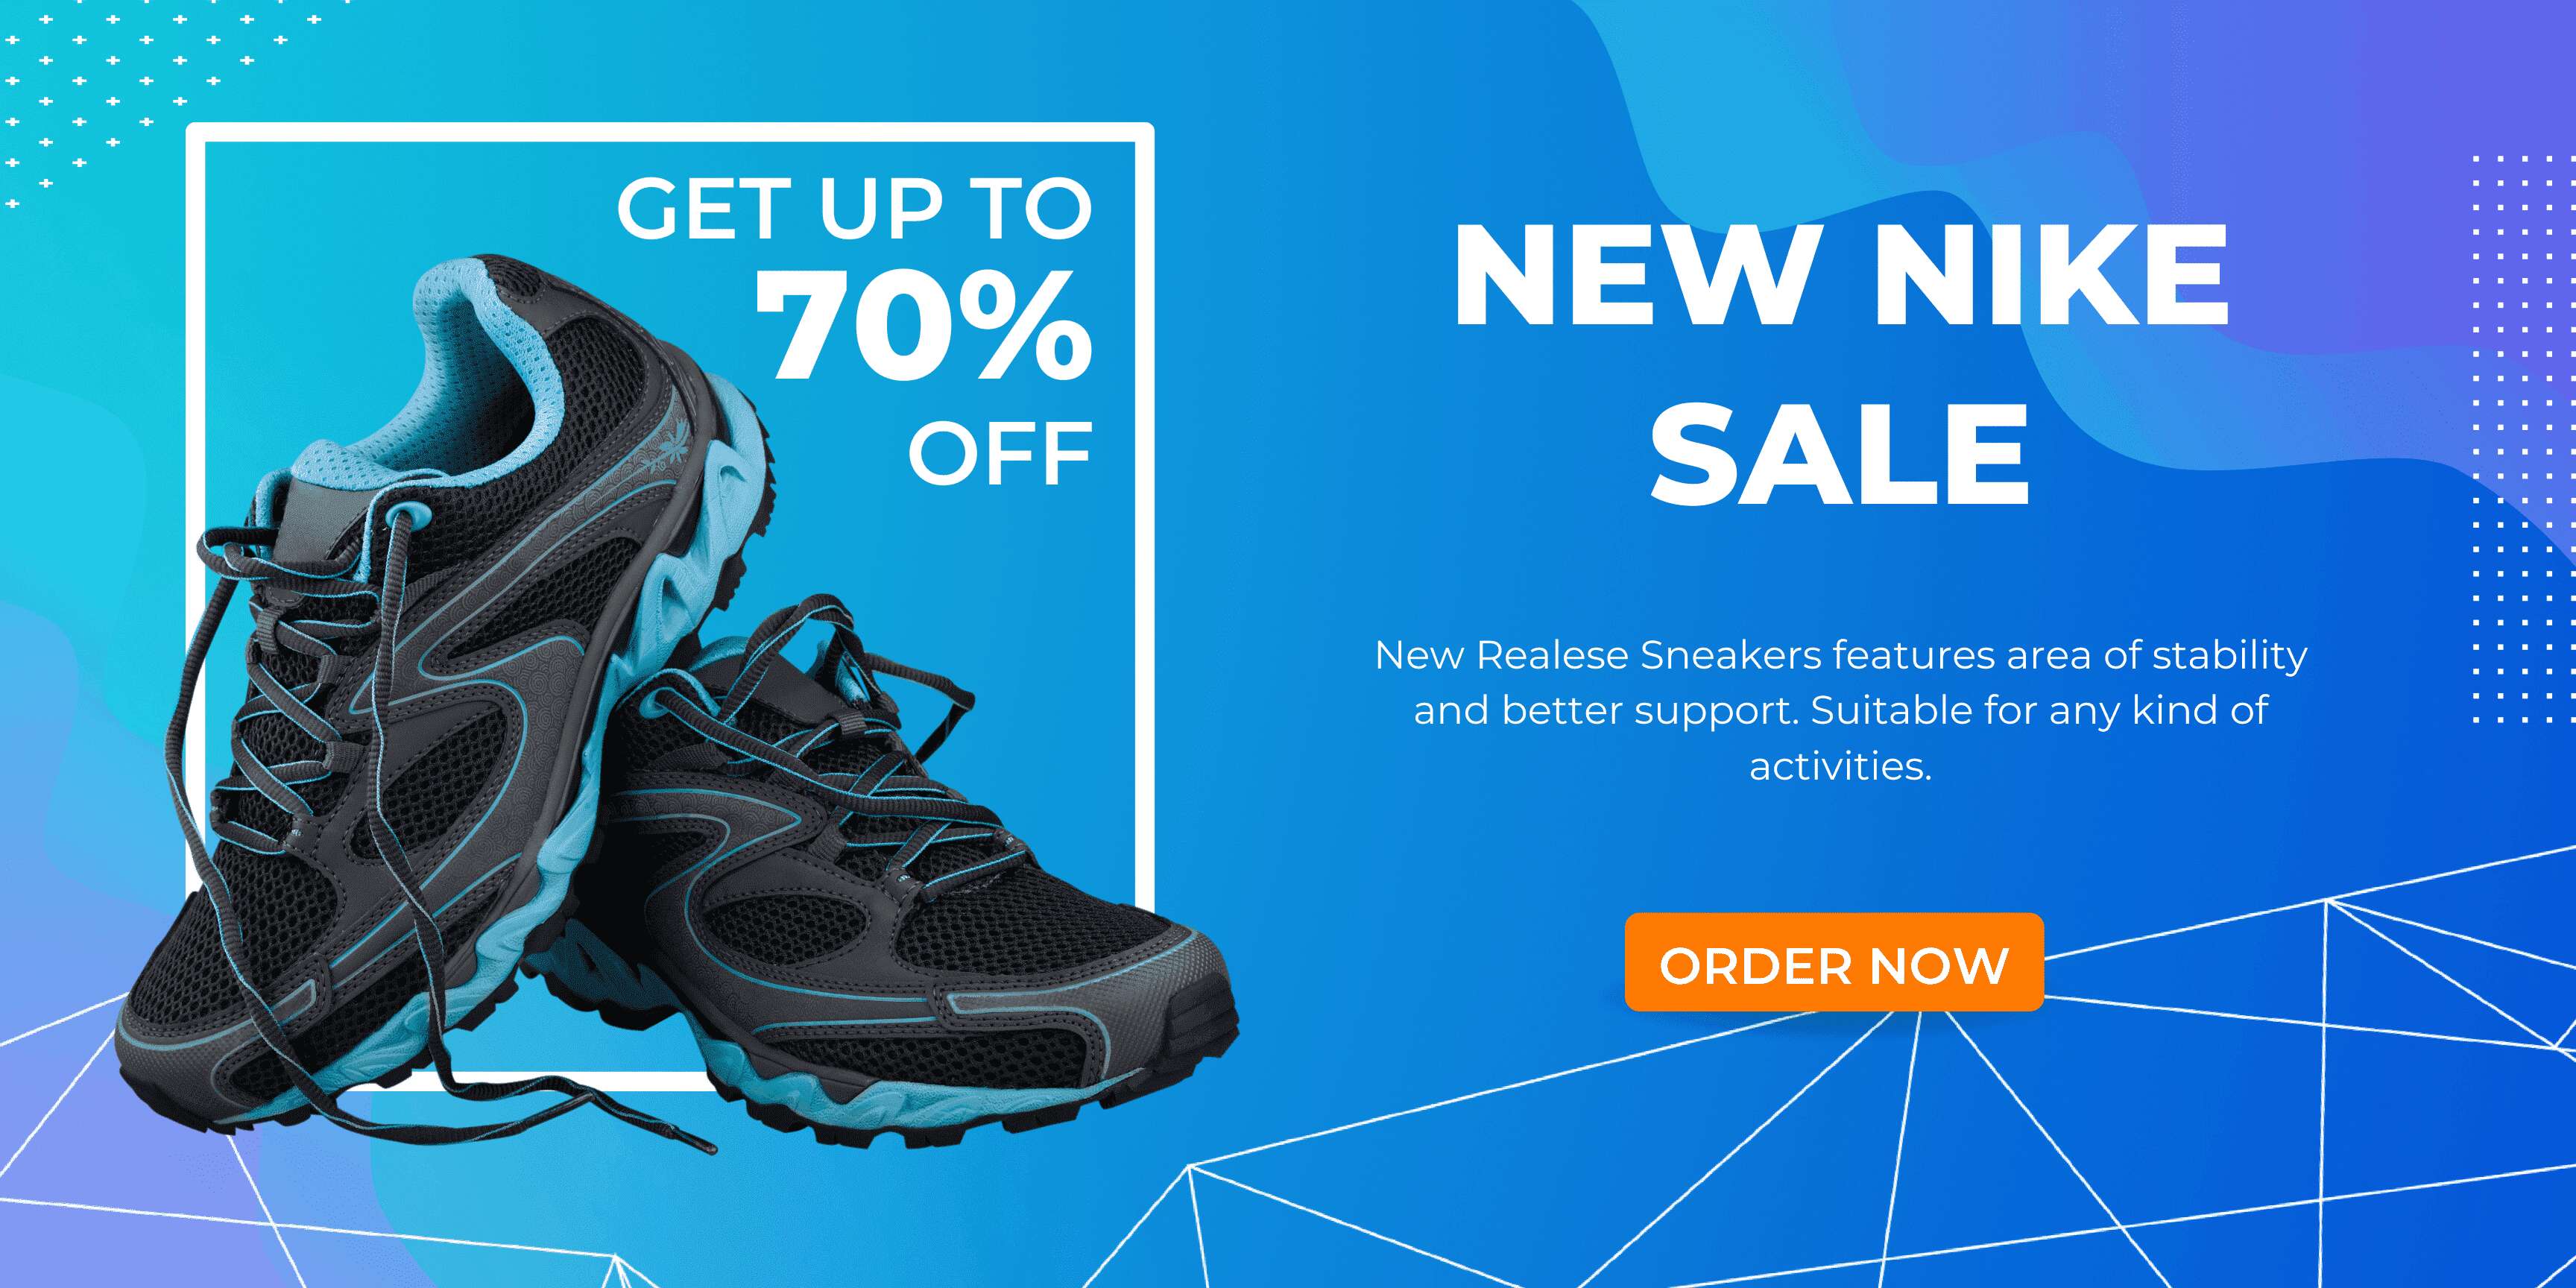 GET UP TO
70%
OFF
NEW NIKE
SALE
New Realese Sneakers features area of stability
and better support. Suitable for any kind of
activities.
ORDER NOW